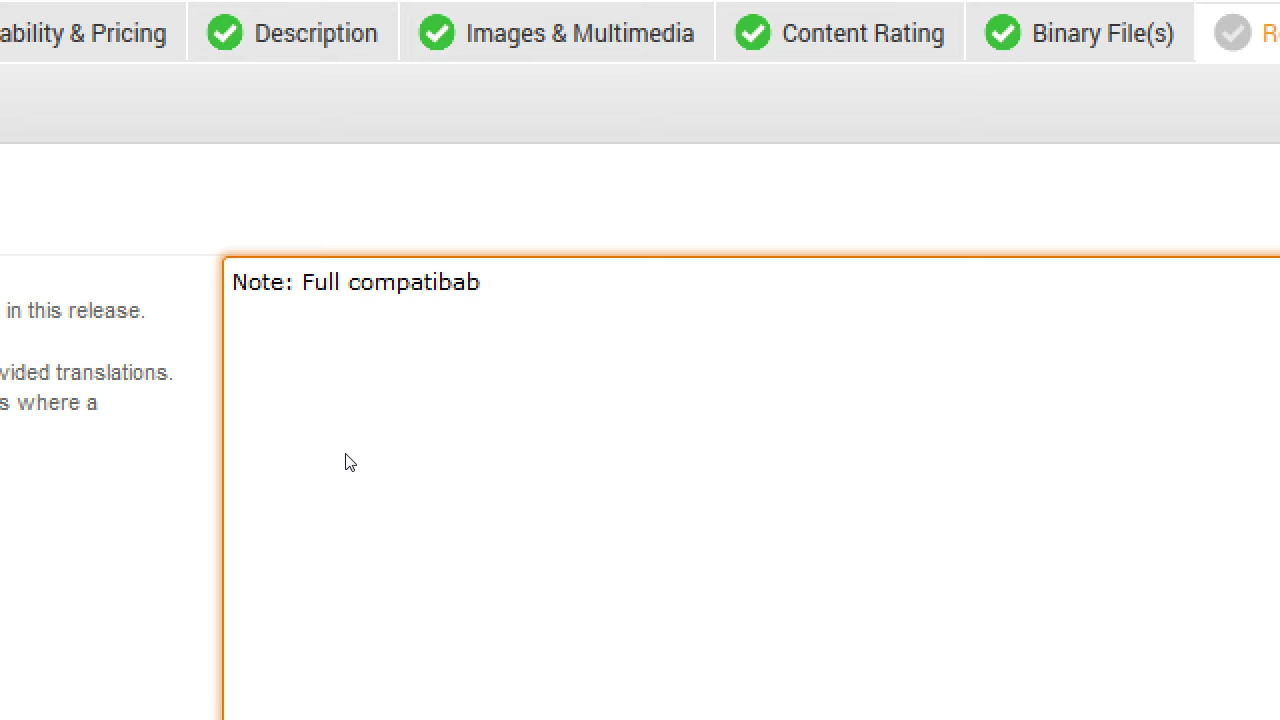 ability & Pricing Description Images & Multimedia Content Rating Binary File(s)
Note: Full compatibab
in this release.
vided translations.
s where a